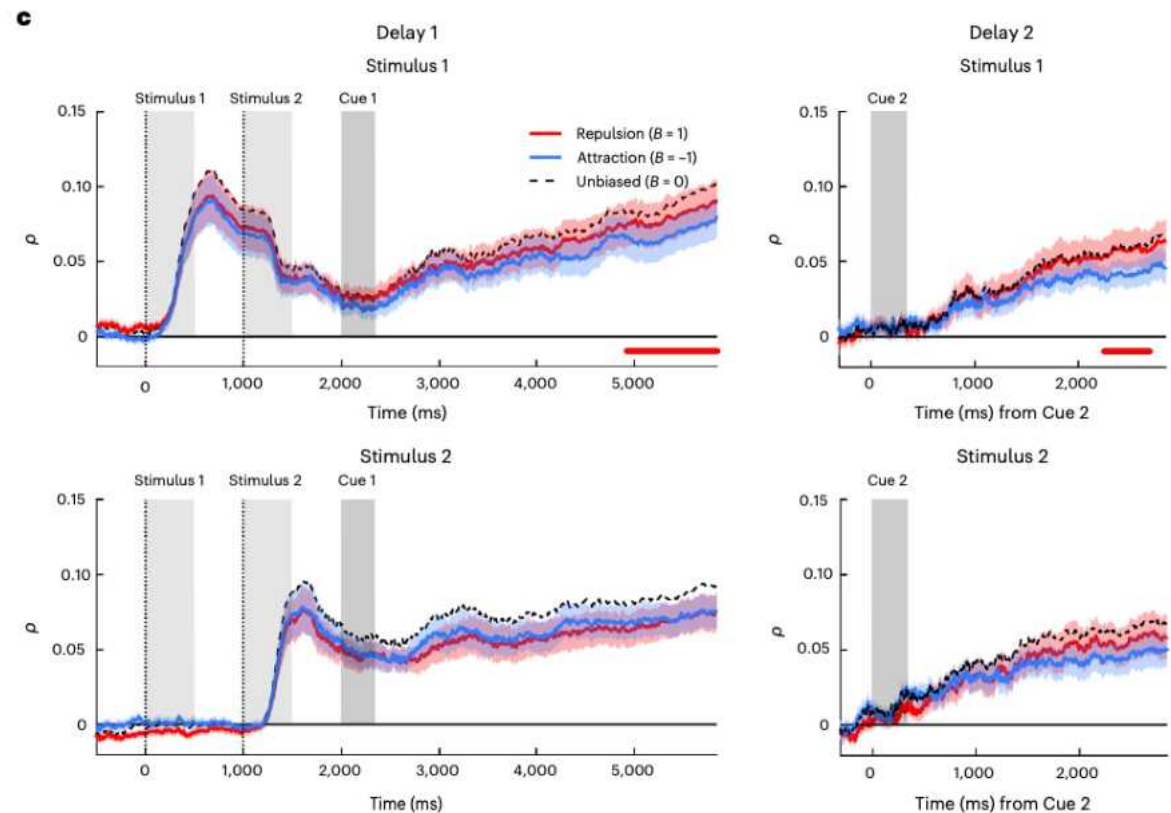 c
Delay 1
Stimulus 1
Stimulus 1 Stimulus 2 Cue 1
0.15
0.10
0.05
0
ρ
Repulsion (B = 1)
Attraction (B = −1)
Unbiased (B = 0)
0 1,000 2,000 3,000 4,000 5,000
Time (ms)
Delay 2
Stimulus 1
Cue 2
0.15
0.10
0.05
0
ρ
0 1,000 2,000
Time (ms) from Cue 2
Stimulus 2
Stimulus 1 Stimulus 2 Cue 1
0.15
0.10
0.05
0
ρ
0 1,000 2,000 3,000 4,000 5,000
Time (ms)
Stimulus 2
Cue 2
0.15
0.10
0.05
0
ρ
0 1,000 2,000
Time (ms) from Cue 2